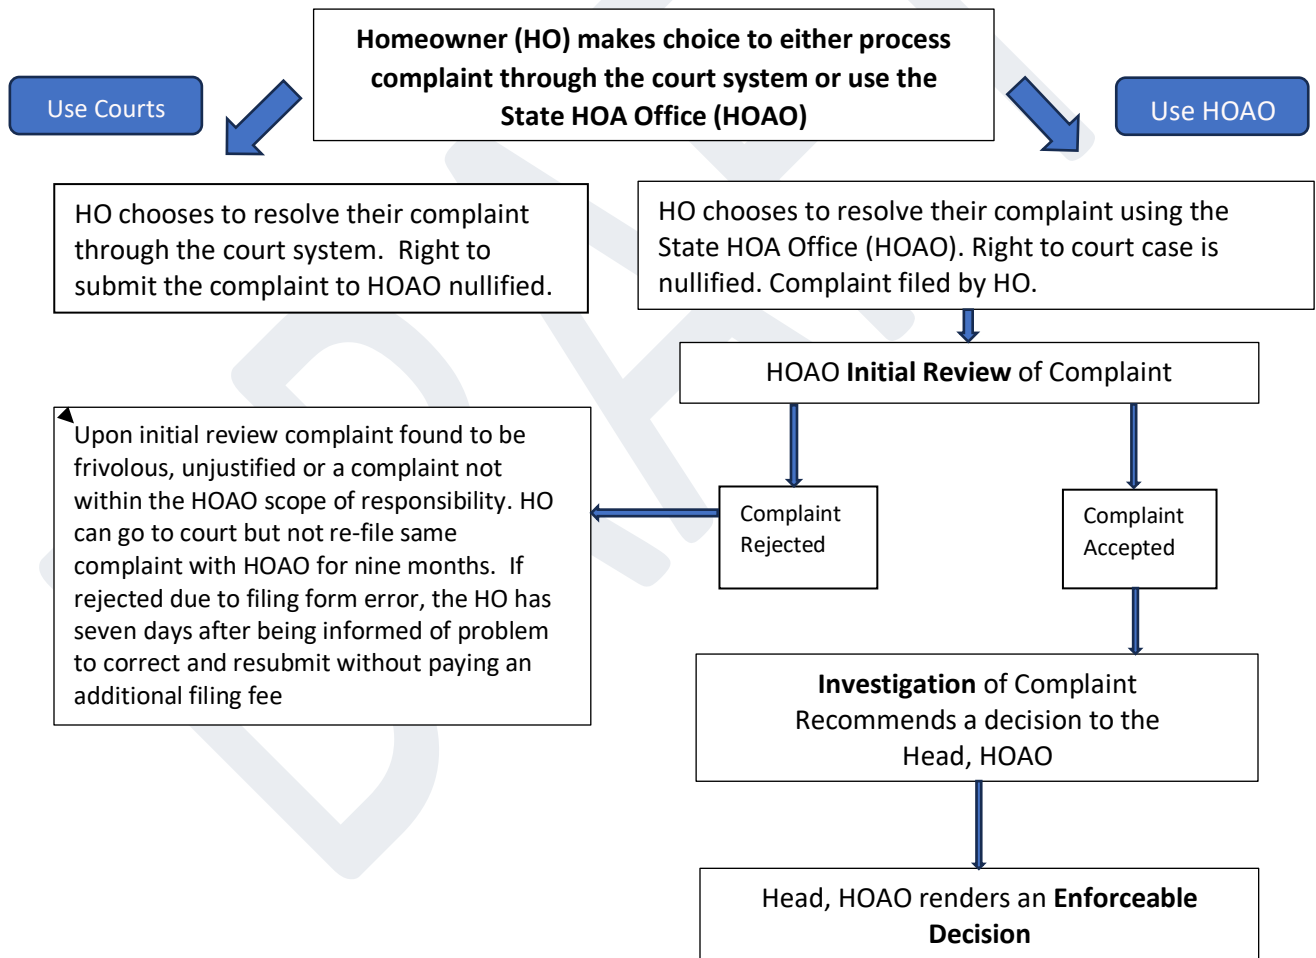 Homeowner (HO) makes choice to either process
complaint through the court system or use the
State HOA Office (HOAO)
Use Courts
Use HOAO
HO chooses to resolve their complaint
through the court system.  Right to
submit the complaint to HOAO nullified.
HO chooses to resolve their complaint using the
State HOA Office (HOAO). Right to court case is
nullified. Complaint filed by HO.
HOAO Initial Review of Complaint
Upon initial review complaint found to be
frivolous, unjustified or a complaint not
within the HOAO scope of responsibility. HO
can go to court but not re-file same
complaint with HOAO for nine months.  If
rejected due to filing form error, the HO has
seven days after being informed of problem
to correct and resubmit without paying an
additional filing fee
Complaint
Rejected
Complaint
Accepted
Investigation of Complaint
Recommends a decision to the
Head, HOAO
Head, HOAO renders an Enforceable
Decision
DRAFT